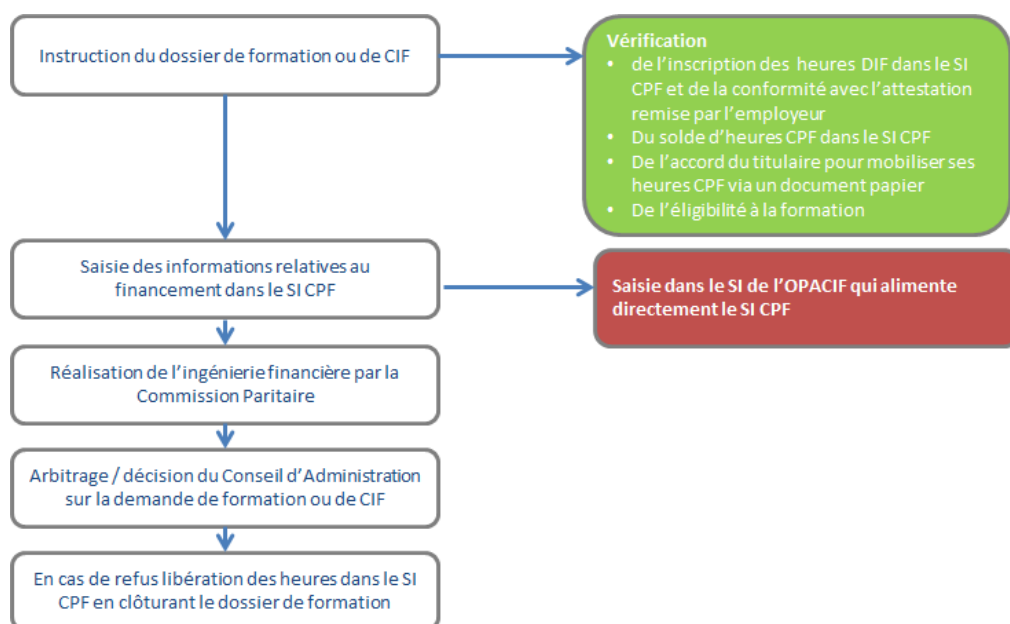 Instruction du dossier de formation ou de CIF
Vérification
• de l'inscription des heures DIF dans le SI
CPF et de la conformité avec l'attestation
remise par l'employeur
• Du solde d'heures CPF dans le SI CPF
• De l'accord du titulaire pour mobiliser ses
heures CPF via un document papier
• De l'éligibilité à la formation
Saisie des informations relatives au
financement dans le SI CPF
Saisie dans le SI de l'OPACIF qui alimente
directement le SI CPF
Réalisation de l'ingénierie financière par la
Commission Paritaire
Arbitrage / décision du Conseil d'Administration
sur la demande de formation ou de CIF
En cas de refus libération des heures dans le SI
CPF en clôturant le dossier de formation